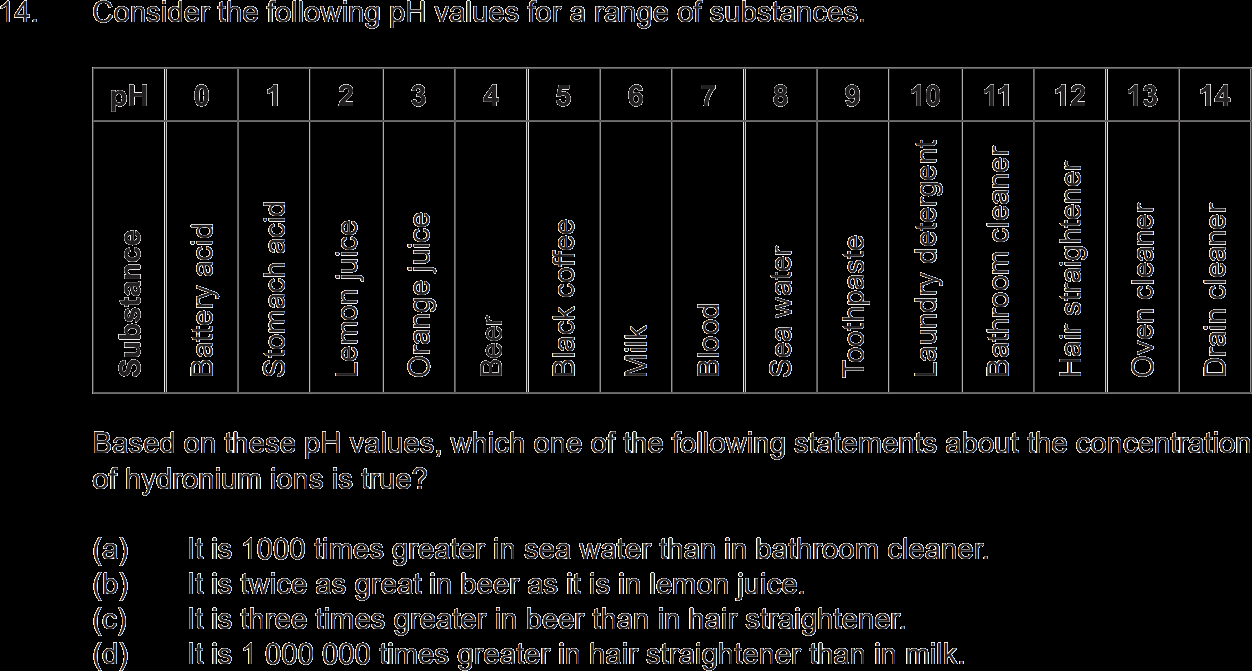 14. Consider the following pH values for a range of substances.
pH 0 1 2 3 4 5 6 7 8 9 10 11 12 13 14
Substance Battery acid Stomach acid Lemon juice Orange juice Beer Black coffee Milk Blood Sea water Toothpaste Laundry detergent Bathroom cleaner Hair straightener Oven cleaner Drain cleaner
Based on these pH values, which one of the following statements about the concentration
of hydronium ions is true?
(a) It is 1000 times greater in sea water than in bathroom cleaner.
(b) It is twice as great in beer as it is in lemon juice.
(c) It is three times greater in beer than in hair straightener.
(d) It is 1 000 000 times greater in hair straightener than in milk.